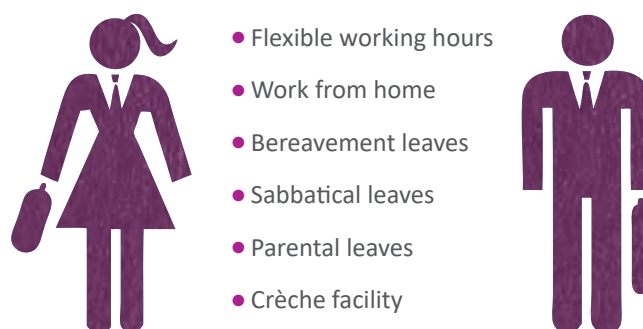 • Flexible working hours
• Work from home
• Bereavement leaves
• Sabbatical leaves
• Parental leaves
• Crèche facility